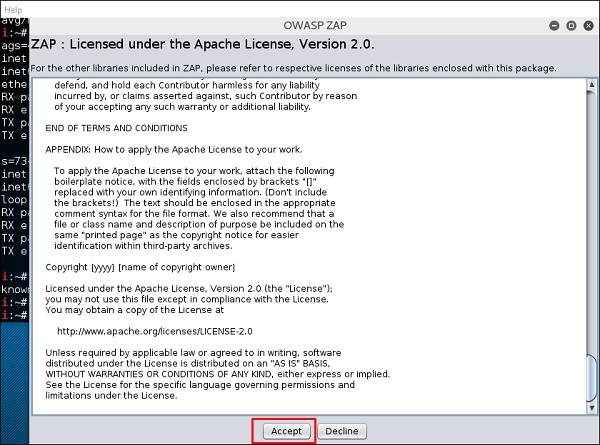 Help
OWASP ZAP
ZAP : Licensed under the Apache License, Version 2.0.
For the other libraries included in ZAP, please refer to respective licenses of the libraries enclosed with this package.
defend, and hold each Contributor harmless for any liability
incurred by, or claims asserted against, such Contributor by reason
of your accepting any such warranty or additional liability.
END OF TERMS AND CONDITIONS
APPENDIX: How to apply the Apache License to your work.
To apply the Apache License to your work, attach the following
boilerplate notice, with the fields enclosed by brackets "[]"
replaced with your own identifying information. (Don't include
the brackets!)  The text should be enclosed in the appropriate
comment syntax for the file format. We also recommend that a
file or class name and description of purpose be included on the
same "printed page" as the copyright notice for easier
identification within third-party archives.
Copyright [yyyy] [name of copyright owner]
Licensed under the Apache License, Version 2.0 (the "License");
you may not use this file except in compliance with the License.
You may obtain a copy of the License at
http://www.apache.org/licenses/LICENSE-2.0
Unless required by applicable law or agreed to in writing, software
distributed under the License is distributed on an "AS IS" BASIS,
WITHOUT WARRANTIES OR CONDITIONS OF ANY KIND, either express or implied.
See the License for the specific language governing permissions and
limitations under the License.
Accept
Decline
i:~#
ags=
inet
inet
ethe
RX pa
RX e
TX pa
TX e
s=73
inet
inet
loop
RX pa
RX e
TX pa
TX e
i:~#
known
i:~#
i:~#